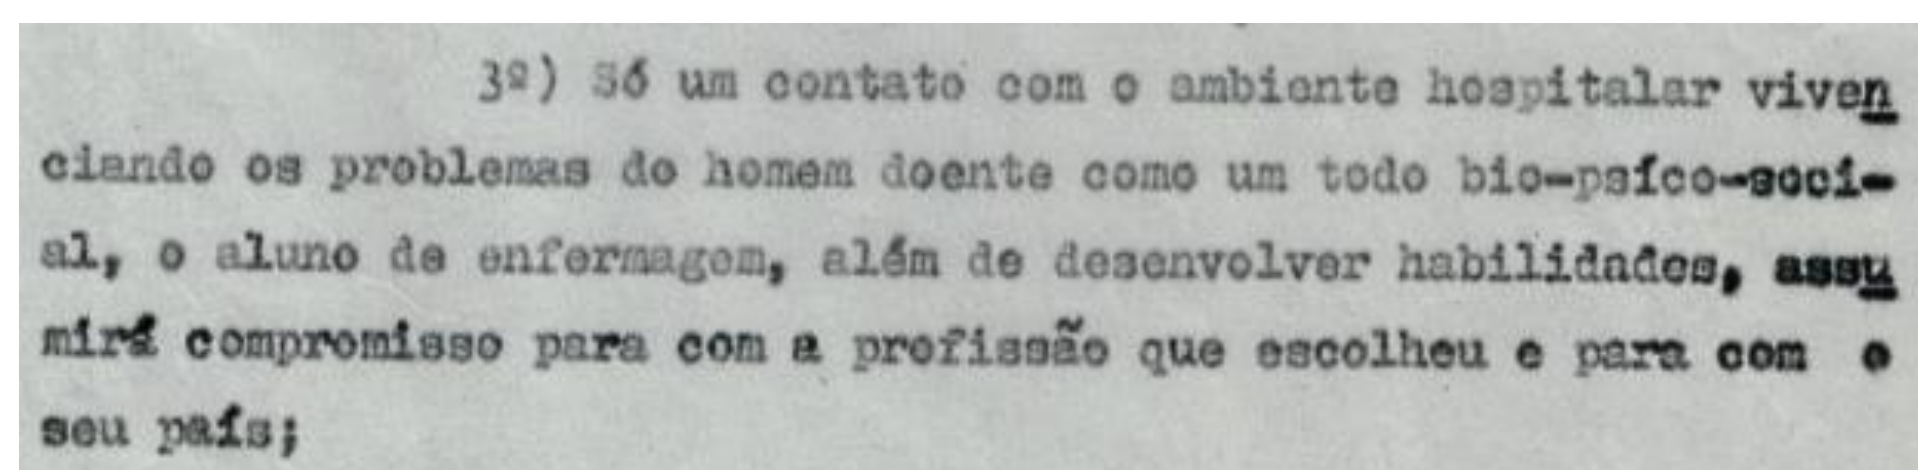 3º) Só um contato com o ambiente hospitalar viven
ciando os problemas do homem doente como um todo bio-psíco-soci-
al, o aluno de enfermagem, além de desenvolver habilidades, assu
mirá compromisso para com a profissão que escolheu e para com o
seu país;